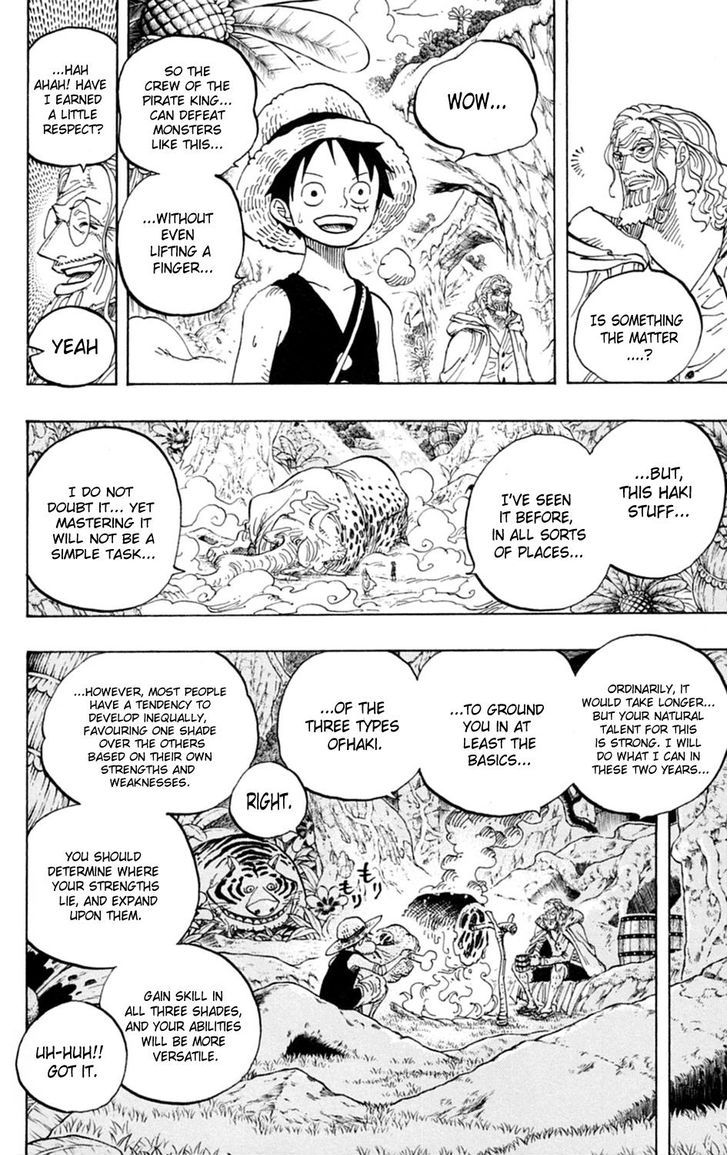 IS SOMETHING
THE MATTER
....?
WOW...
SO THE
CREW OF THE
PIRATE KING...
CAN DEFEAT
MONSTERS
LIKE THIS...
...WITHOUT
EVEN
LIFTING A
FINGER...
...HAH
AHAH! HAVE
I EARNED
A LITTLE
RESPECT?
YEAH
...BUT,
THIS HAKI
STUFF...
I'VE SEEN
IT BEFORE,
IN ALL SORTS
OF PLACES...
I DO NOT
DOUBT IT... YET
MASTERING IT
WILL NOT BE
A SIMPLE TASK...
ORDINARILY, IT
WOULD TAKE LONGER...
BUT YOUR NATURAL
TALENT FOR THIS
IS STRONG. I WILL
DO WHAT I CAN IN
THESE TWO YEARS...
...TO GROUND
YOU IN AT
LEAST THE
BASICS...
...OF THE
THREE TYPES
OFHAKI.
RIGHT.
...HOWEVER, MOST PEOPLE
HAVE A TENDENCY TO
DEVELOP INEQUALLY,
FAVOURING ONE SHADE
OVER THE OTHERS
BASED ON THEIR OWN
STRENGTHS AND
WEAKNESSES.
YOU SHOULD
DETERMINE WHERE
YOUR STRENGTHS
LIE, AND EXPAND
UPON THEM.
もり
もり
GAIN SKILL IN
ALL THREE SHADES,
AND YOUR ABILITIES
WILL BE MORE
VERSATILE.
UH-HUH!!
GOT IT.